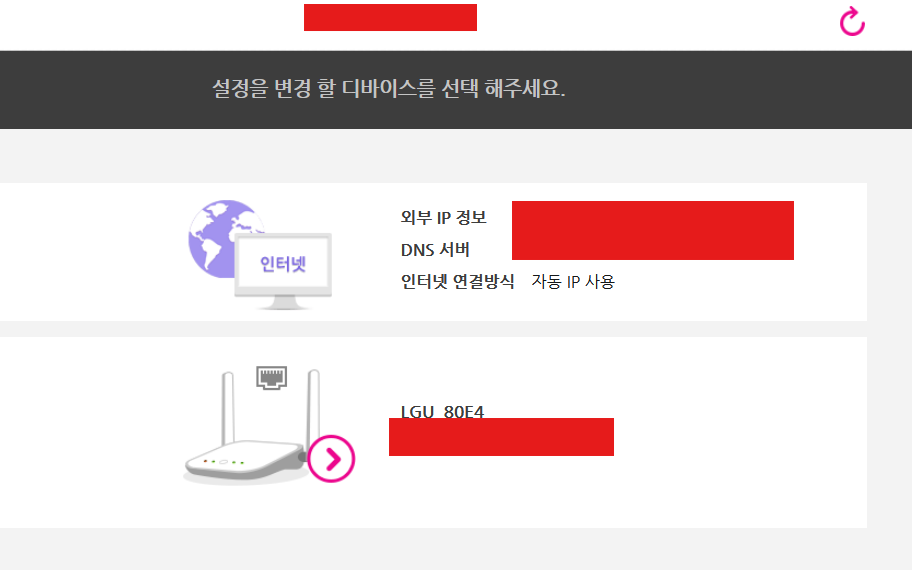 설정을 변경 할 디바이스를 선택 해주세요.
인터넷
외부 IP 정보
DNS 서버
인터넷 연결방식 자동 IP 사용
LGU_80E4